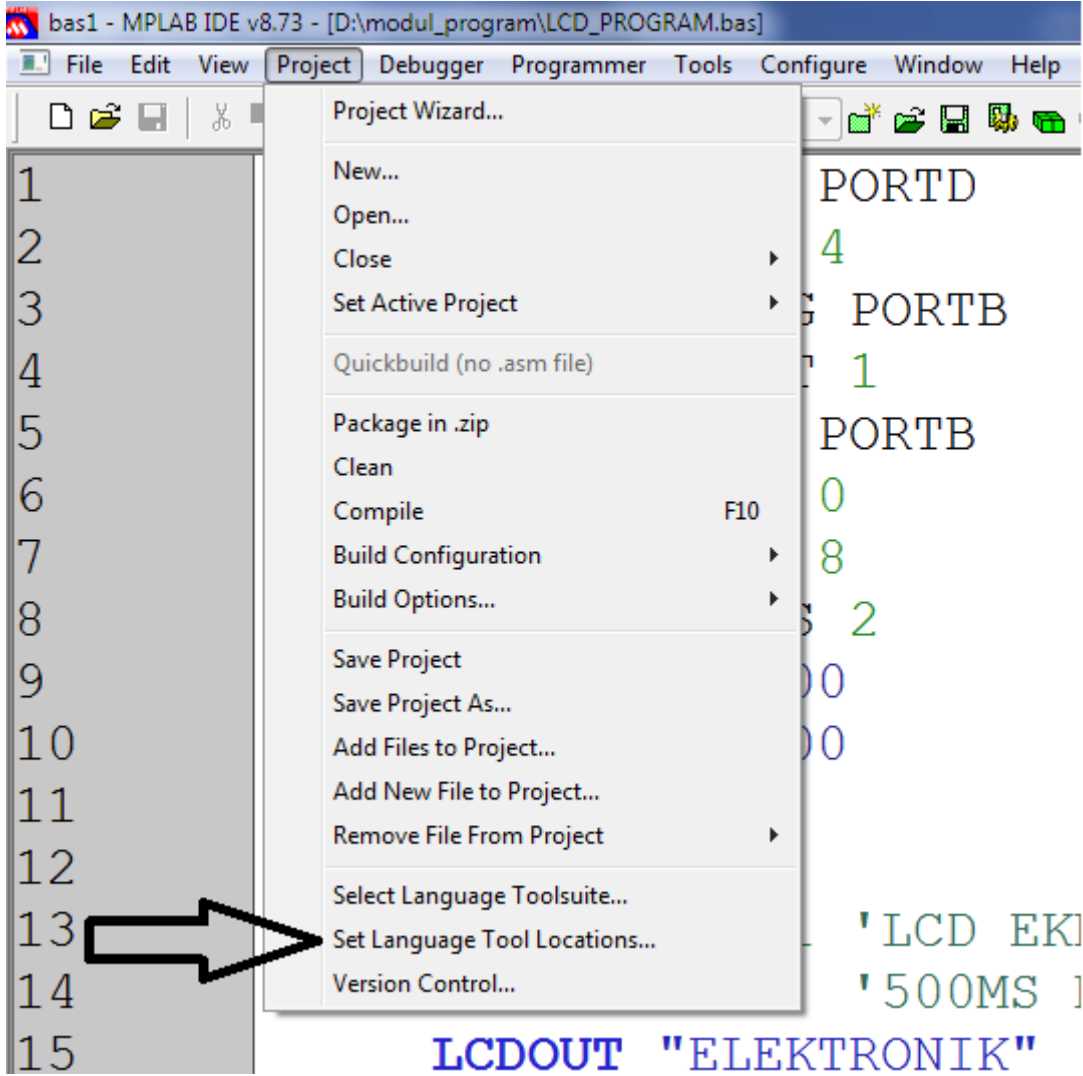 bas1 - MPLAB IDE v8.73 - [D:\modul_program\LCD_PROGRAM.bas]
File Edit View Project Debugger Programmer Tools Configure Window Help
Project Wizard...
1 New... PORTD
Open...
2 Close 4
3 Set Active Project PORTB
4 Quickbuild (no .asm file) 1
5 Package in .zip PORTB
Clean
6 Compile F10 0
7 Build Configuration 8
8 Build Options... 2
9 Save Project 00
Save Project As...
10 Add Files to Project... 00
11 Add New File to Project...
12 Remove File From Project
Select Language Toolsuite...
13 Set Language Tool Locations... 'LCD
14 Version Control... '500MS
15 LCDOUT "ELEKTRONIK"